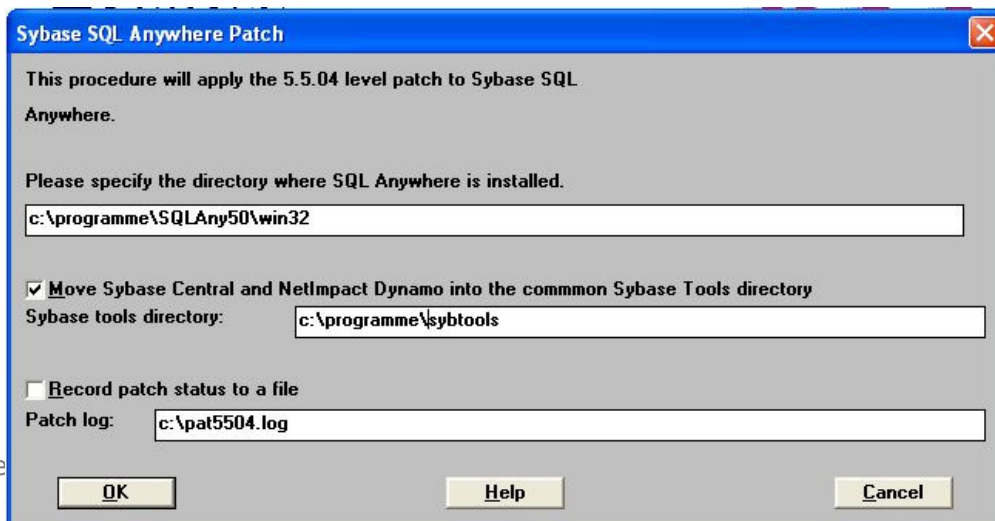 Sybase SQL Anywhere Patch
This procedure will apply the 5.5.04 level patch to Sybase SQL
Anywhere.
Please specify the directory where SQL Anywhere is installed.
c:\programme\SQLAny50\win32
Move Sybase Central and NetImpact Dynamo into the commmon Sybase Tools directory
Sybase tools directory: c:\programme\sybtools
Record patch status to a file
Patch log: c:\pat5504.log
OK Help Cancel